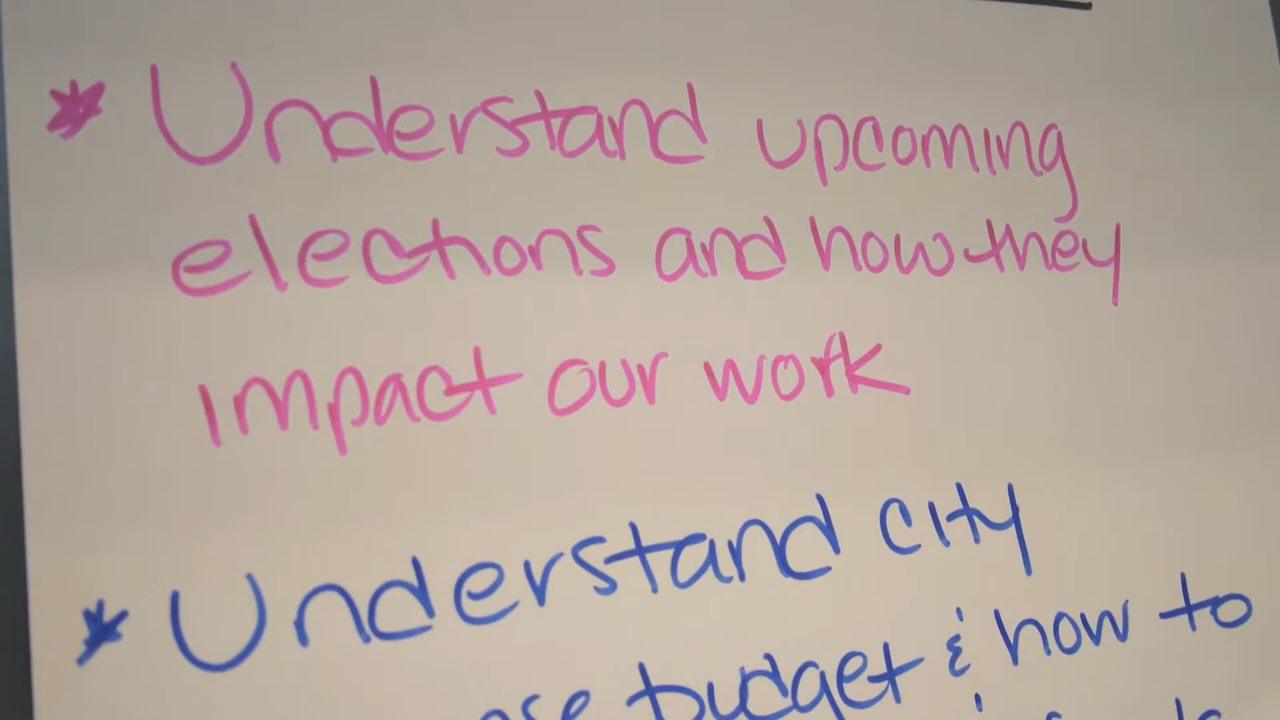 * Understand upcoming
elections and how they
impact our work
* Understand city
budget & how to